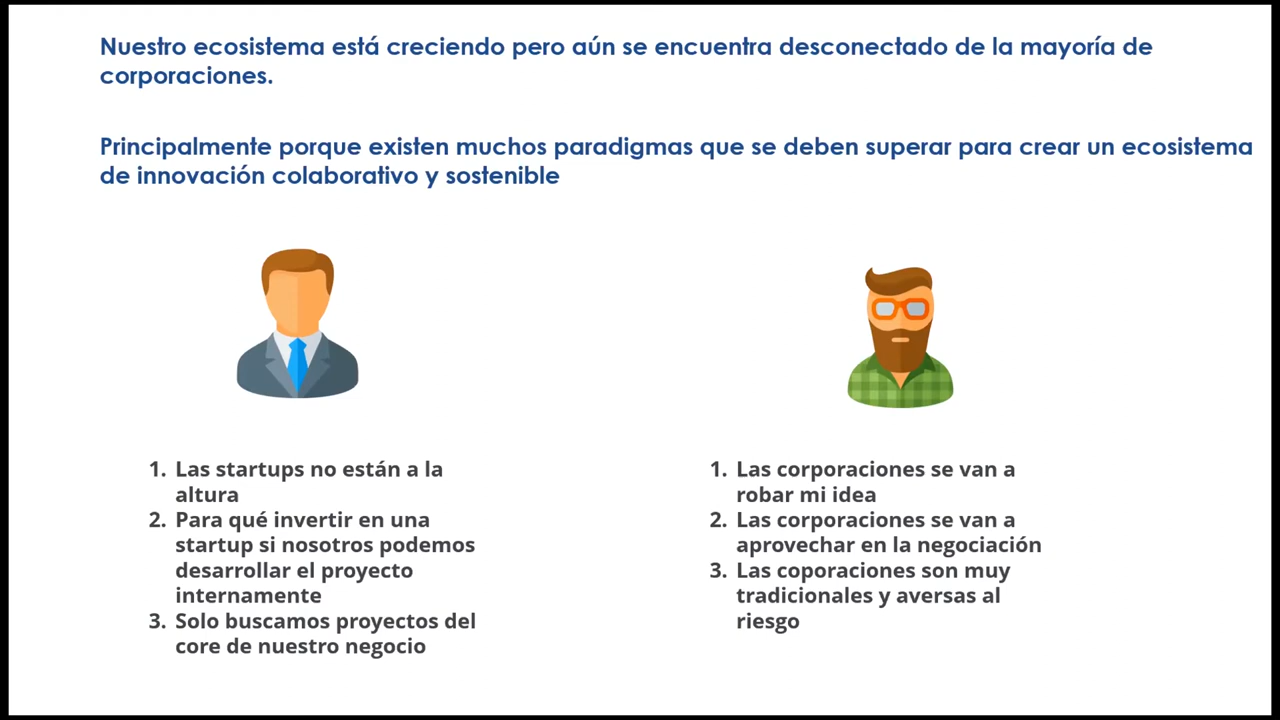 Nuestro ecosistema está creciendo pero aún se encuentra desconectado de la mayoría de
corporaciones.
Principalmente porque existen muchos paradigmas que se deben superar para crear un ecosistema
de innovación colaborativo y sostenible
1. Las startups no están a la
altura
2. Para qué invertir en una
startup si nosotros podemos
desarrollar el proyecto
internamente
3. Solo buscamos proyectos del
core de nuestro negocio
1. Las corporaciones se van a
robar mi idea
2. Las corporaciones se van a
aprovechar en la negociación
3. Las coporaciones son muy
tradicionales y aversas al
riesgo